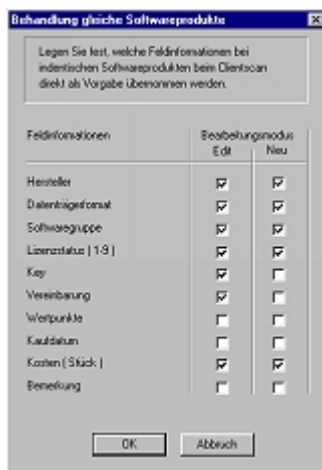 Behandlung gleiche Softwareprodukte
Legen Sie fest, welche Feldinformationen bei
indentischen Softwareprodukten beim Clientscan
direkt als Vorgabe übernommen werden.
Feldinformationen
Bearbeitungsmodus
Edit Neu
Hersteller
Datenträgerformat
Softwaregruppe
Lizenzstatus ( 1-9 )
Key
Vereinbarung
Wertpunkte
Kaufdatum
Kosten ( Stück )
Bemerkung
OK Abbruch